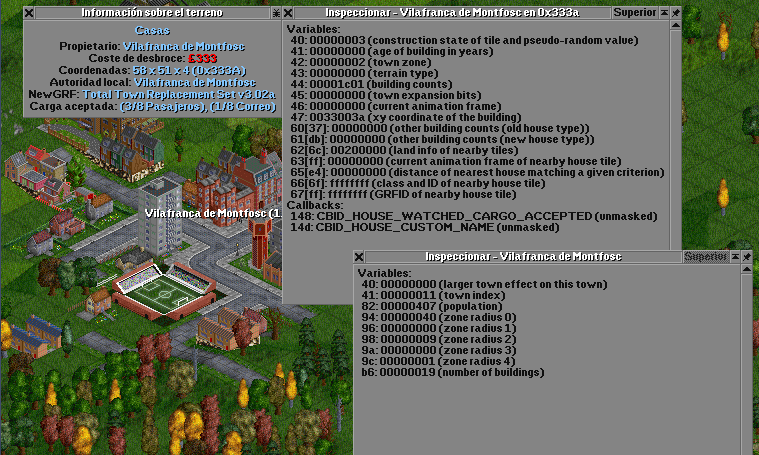 Información sobre el terreno
Casas
Propietario: Vilafranca de Montfosc
Coste de desbroce: £333
Coordenadas: 58 x 51 x 4 (0x333A)
Autoridad local: Vilafranca de Montfosc
NewGRF: Total Town Replacement Set v3.02a
Carga aceptada: (3/8 Pasajeros), (1/8 Correo)
Inspeccionar - Vilafranca de Montfosc en 0x333a
Superior
Variables:
40: 00000003 (construction state of tile and pseudo-random value)
41: 00000000 (age of building in years)
42: 00000002 (town zone)
43: 00000000 (terrain type)
44: 00001c01 (building counts)
45: 00000000 (town expansion bits)
46: 00000000 (current animation frame)
47: 0033003a (xy coordinate of the building)
60[37]: 00000000 (other building counts (old house type))
61[db]: 00000000 (other building counts (new house type))
62[6c]: 00200000 (land info of nearby tiles)
63[ff]: 00000000 (current animation frame of nearby house tile)
65[e4]: 00000000 (distance of nearest house matching a given criterion)
66[6f]: ffffffff (class and ID of nearby house tile)
67[ff]: ffffffff (GRFID of nearby house tile)
Callbacks:
148: CBID_HOUSE_WATCHED_CARGO_ACCEPTED (unmasked)
14d: CBID_HOUSE_CUSTOM_NAME (unmasked)
Vilafranca de Montfosc (1.
Inspeccionar - Vilafranca de Montfosc
Superior
Variables:
40: 00000000 (larger town effect on this town)
41: 00000011 (town index)
82: 00000407 (population)
94: 00000040 (zone radius 0)
96: 00000000 (zone radius 1)
98: 00000009 (zone radius 2)
9a: 00000000 (zone radius 3)
9c: 00000001 (zone radius 4)
b6: 00000019 (number of buildings)